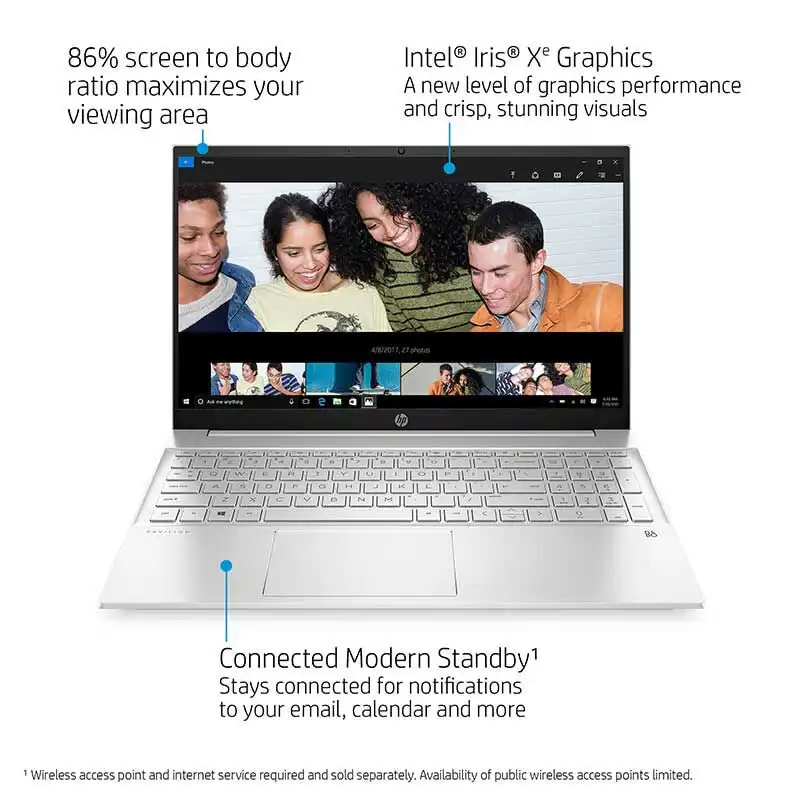 86% screen to body
ratio maximizes your
viewing area
Intel® Iris® Xᵉ Graphics
A new level of graphics performance
and crisp, stunning visuals
Photos
4/8/2017, 27 photos
Ask me anything
hp
PAVILION
B&O
Connected Modern Standby¹
Stays connected for notifications
to your email, calendar and more
¹ Wireless access point and internet service required and sold separately. Availability of public wireless access points limited.